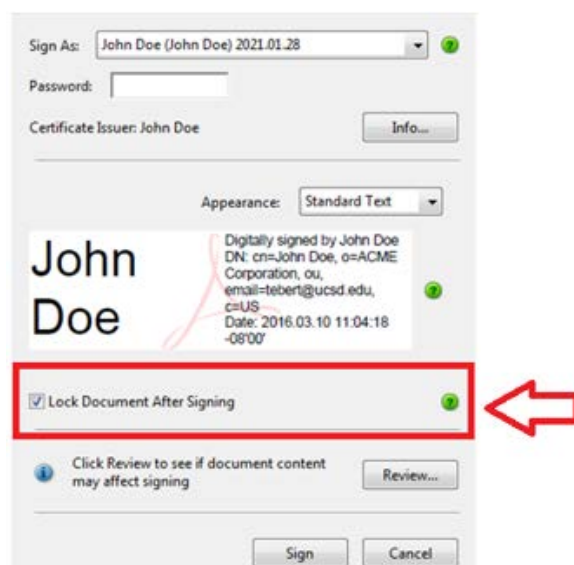 Sign As: John Doe (John Doe) 2021.01.28
Password:
Certificate Issuer: John Doe Info...
Appearance: Standard Text
John
Doe
Digitally signed by John Doe
DN: cn=John Doe, o=ACME
Corporation, ou,
email=tebert@ucsd.edu,
c=US
Date: 2016.03.10 11:04:18
-08'00'
Lock Document After Signing
Click Review to see if document content
may affect signing
Review...
Sign Cancel